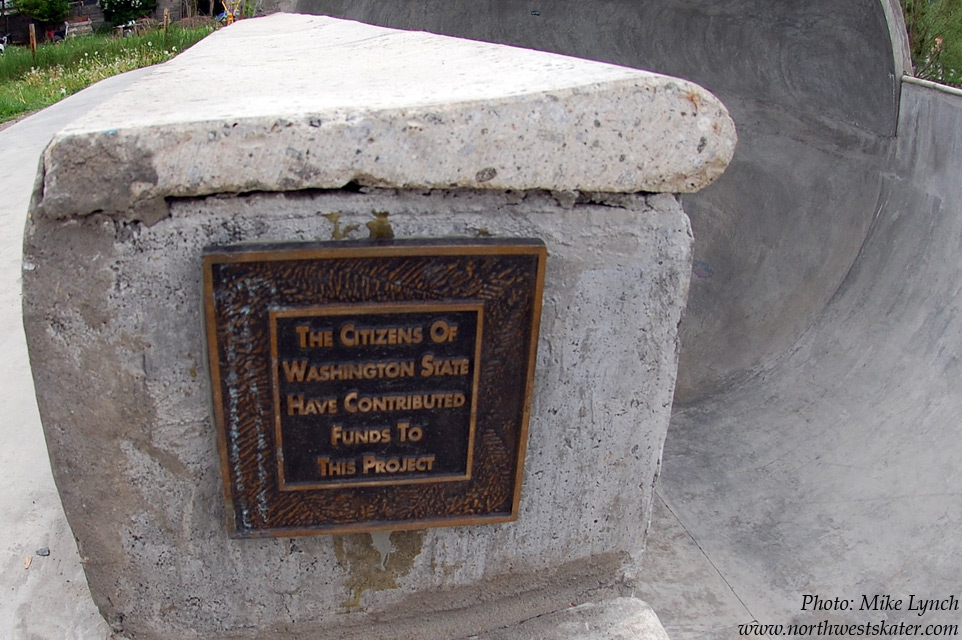 The Citizens Of
Washington State
Have Contributed
Funds To
This Project
Photo: Mike Lynch
www.northwestskater.com